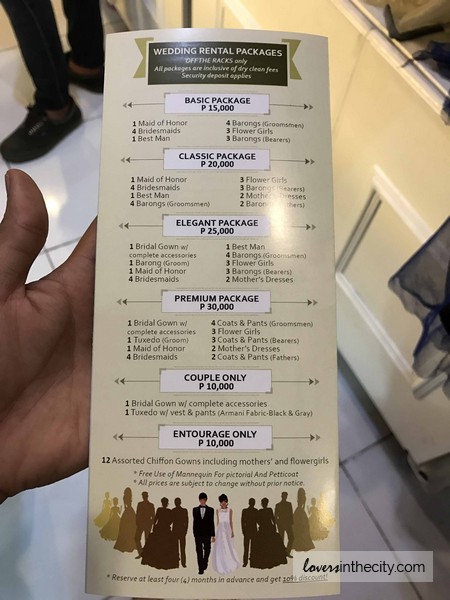 WEDDING RENTAL PACKAGES
OFF THE RACKS only
All packages are inclusive of dry clean fees
Security deposit applies
BASIC PACKAGE
P 15,000
1 Maid of Honor
4 Bridesmaids
1 Best Man
4 Barongs (Groomsmen)
3 Flower Girls
3 Barongs (Bearers)
CLASSIC PACKAGE
P 20,000
1 Maid of Honor
4 Bridesmaids
1 Best Man
4 Barongs (Groomsmen)
3 Flower Girls
3 Barongs (Bearers)
2 Mother's Dresses
2 Barongs
ELEGANT PACKAGE
P 25,000
1 Bridal Gown w/
complete accessories
1 Barong (Groom)
1 Maid of Honor
4 Bridesmaids
1 Best Man
4 Barongs (Groomsmen)
3 Flower Girls
3 Barongs (Bearers)
2 Mother's Dresses
PREMIUM PACKAGE
P 30,000
1 Bridal Gown w/
complete accessories
1 Tuxedo (Groom)
1 Maid of Honor
4 Bridesmaids
4 Coats & Pants (Groomsmen)
3 Flower Girls
3 Coats & Pants (Bearers)
2 Mother's Dresses
2 Coats & Pants (Fathers)
COUPLE ONLY
P 10,000
1 Bridal Gown w/ complete accessories
1 Tuxedo w/ vest & pants (Armani Fabric-Black & Gray)
ENTOURAGE ONLY
P 10,000
12 Assorted Chiffon Gowns including mothers' and flowergirls
* Free Use of Mannequin For Pictorial And Petticoat
* All prices are subject to change without prior notice.
* Reserve at least four (4) months in advance and get 10% discount!
loversinthecity.com